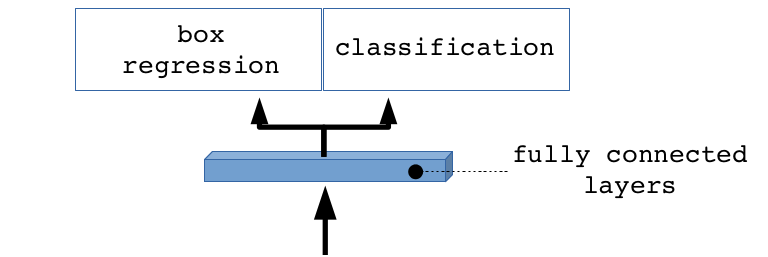 box
regression
classification
fully connected
layers